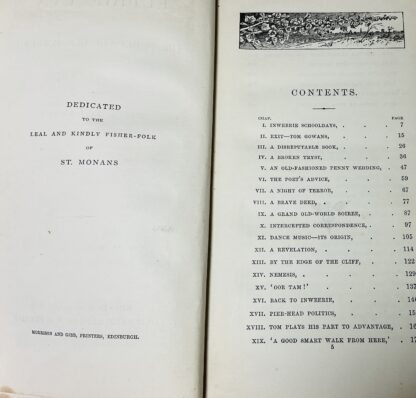 DEDICATED
TO THE
LEAL AND KINDLY FISHER-FOLK
OF
ST. MONANS
MORRISON AND GIBB, PRINTERS, EDINBURGH.
CONTENTS.
CHAP. PAGE
I. INWEERIE SCHOOLDAYS, . . . 7
II. EXIT—TOM GOWANS, . . . 15
III. A DISREPUTABLE BOOK, . . . 26
IV. A BROKEN TRYST, . . . 36
V. AN OLD-FASHIONED PENNY WEDDING, . . 47
VI. THE POET'S ADVICE, . . . 59
VII. A NIGHT OF TERROR, . . . 67
VIII. A BRAVE DEED, . . . 77
IX. A GRAND OLD-WORLD SOIREE, . . 87
X. INTERCEPTED CORRESPONDENCE, . . 97
XI. DANCE MUSIC—ITS ORIGIN, . . . 105
XII. A REVELATION, . . . 114
XIII. BY THE EDGE OF THE CLIFF, . . . 122
XIV. NEMESIS, . . . 129
XV. 'OOR TAM!' . . . 137
XVI. BACK TO INWEERIE, . . . 14
XVII. PIER-HEAD POLITICS, . . . 15
XVIII. TOM PLAYS HIS PART TO ADVANTAGE, . . 16
XIX. 'A GOOD SMART WALK FROM HERE,' . . 17
5